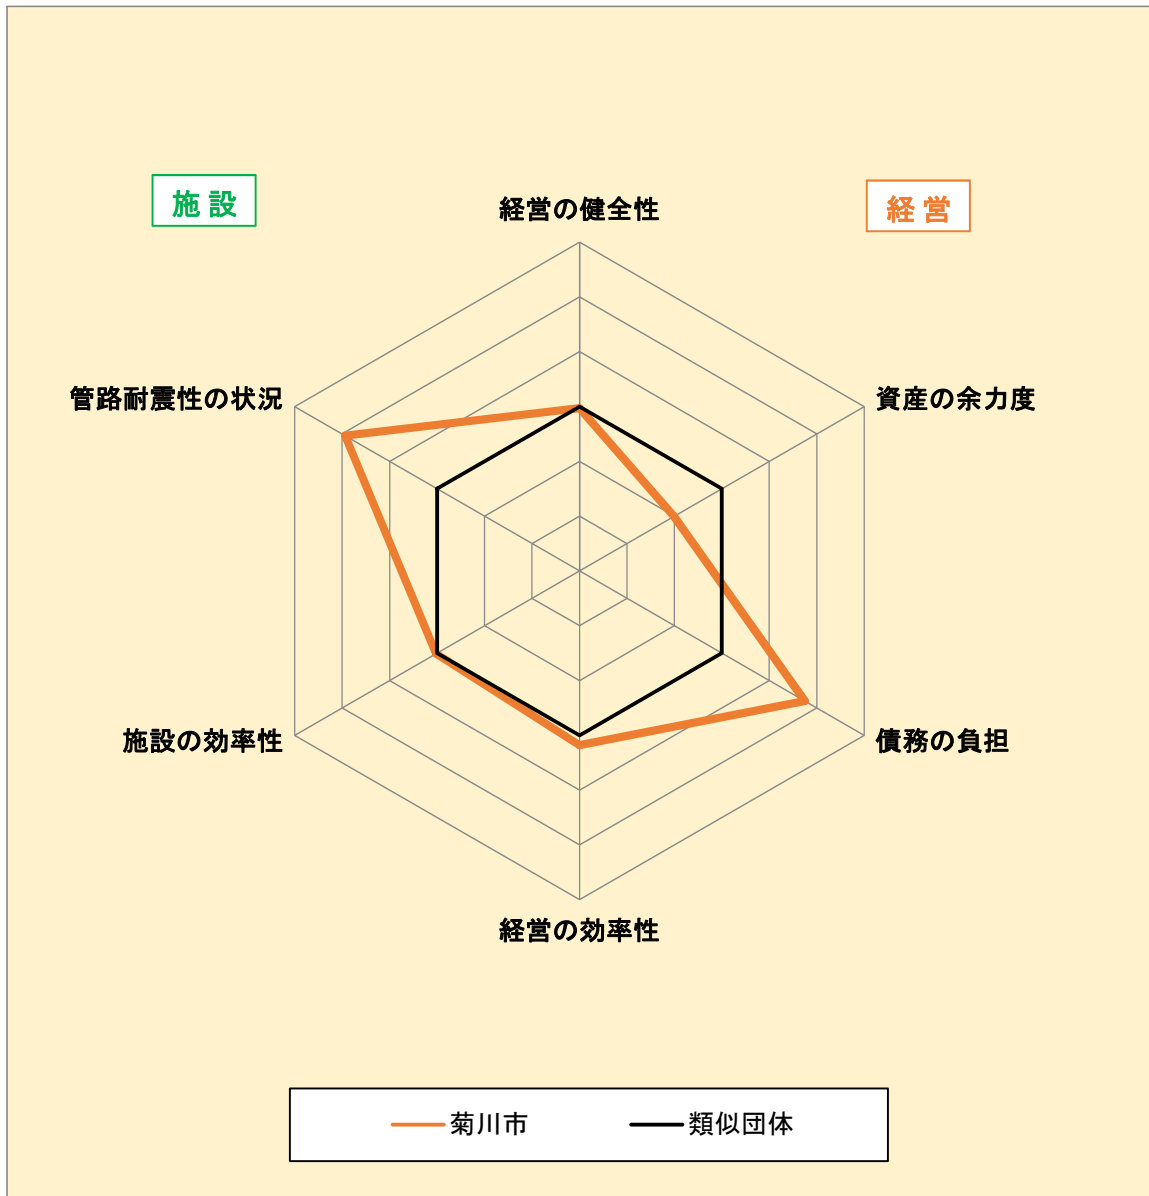 施設
経営
経営の健全性
管路耐震性の状況
資産の余力度
施設の効率性
債務の負担
経営の効率性
菊川市
類似団体